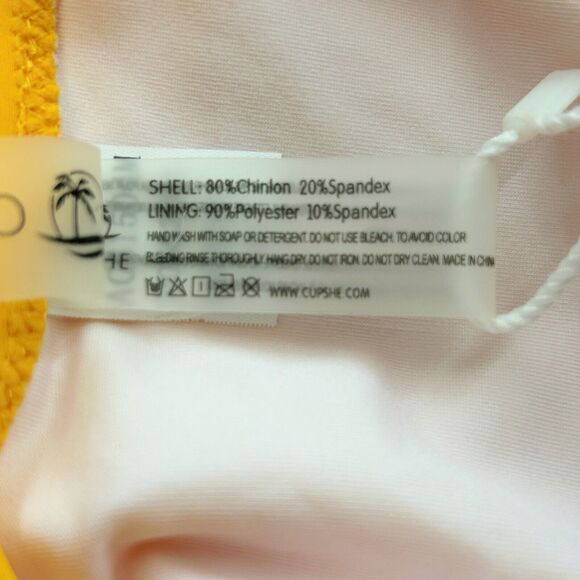 SHELL: 80%Chinlon 20%Spandex
LINING: 90%Polyester 10%Spandex
HAND WASH WITH SOAP OR DETERGENT. DO NOT USE BLEACH. TO AVOID COLOR
BLEEDING RINSE THOROUGHLY. HANG DRY. DO NOT IRON. DO NOT DRY CLEAN. MADE IN CHINA
WWW.CUPSHE.COM
HE